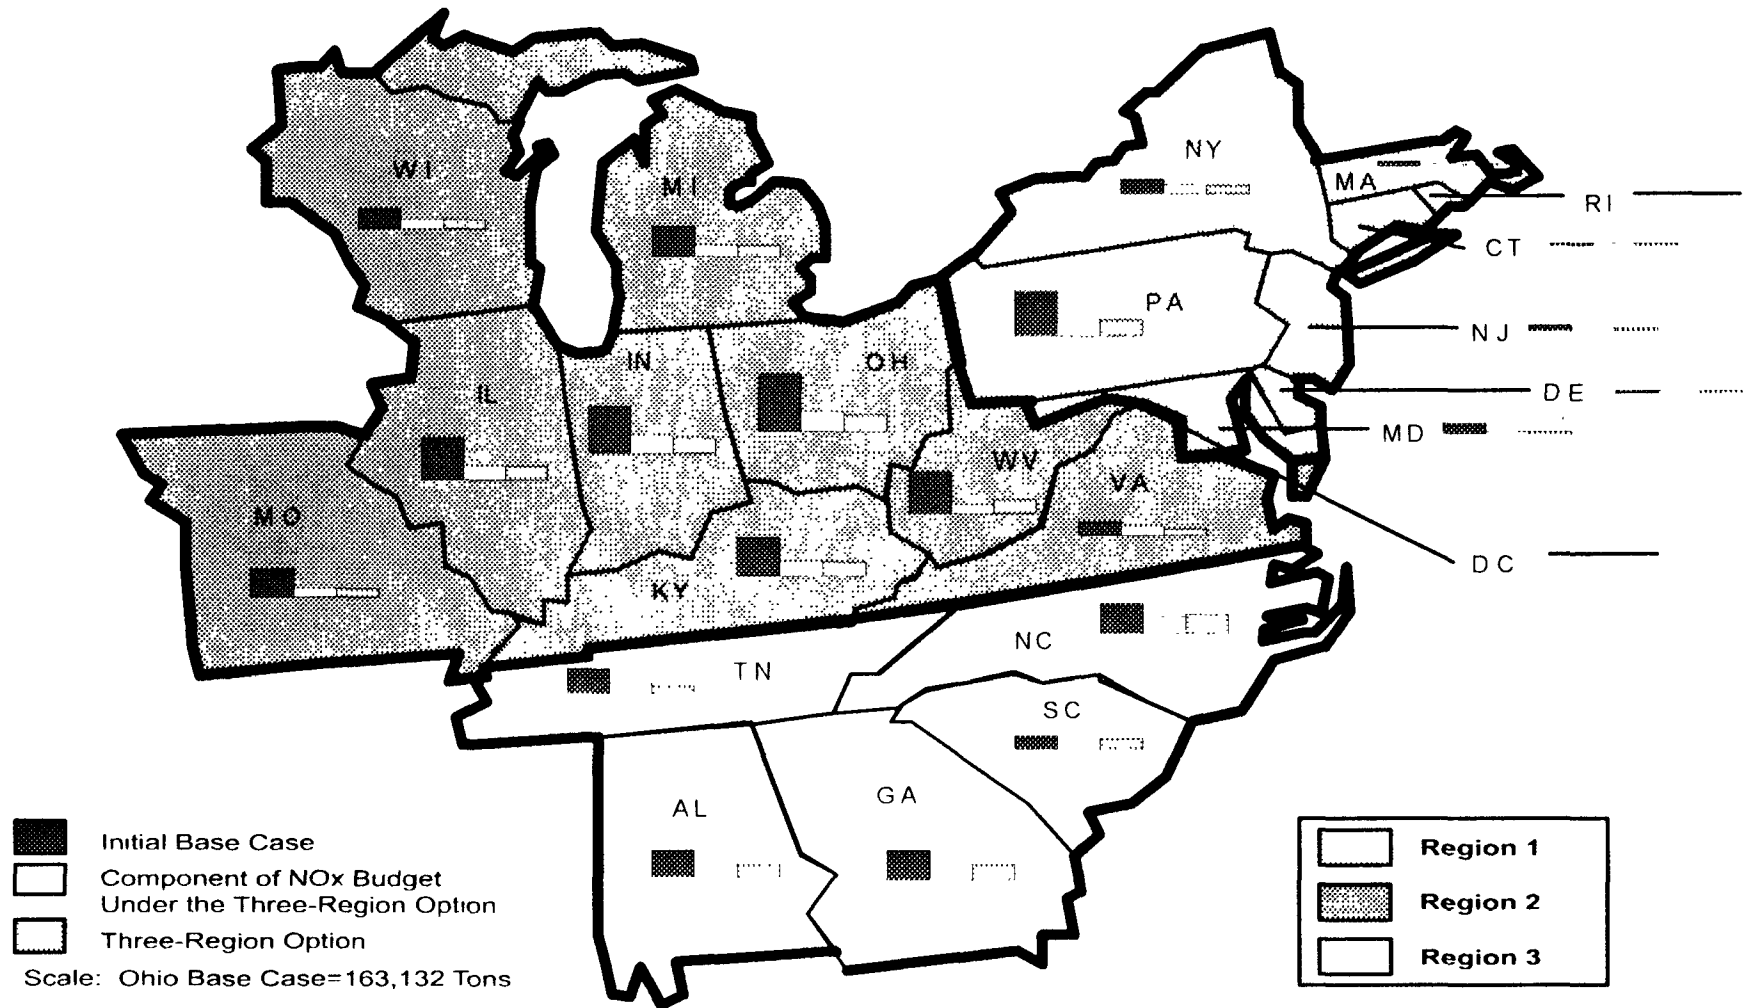 WI
MI
NY
MA
RI
CT
PA
NJ
IN
OH
DE
IL
MD
WV
VA
MO
DC
KY
NC
TN
SC
AL
GA
Initial Base Case
Component of NOx Budget
Under the Three-Region Option
Three-Region Option
Scale: Ohio Base Case=163,132 Tons
Region 1
Region 2
Region 3